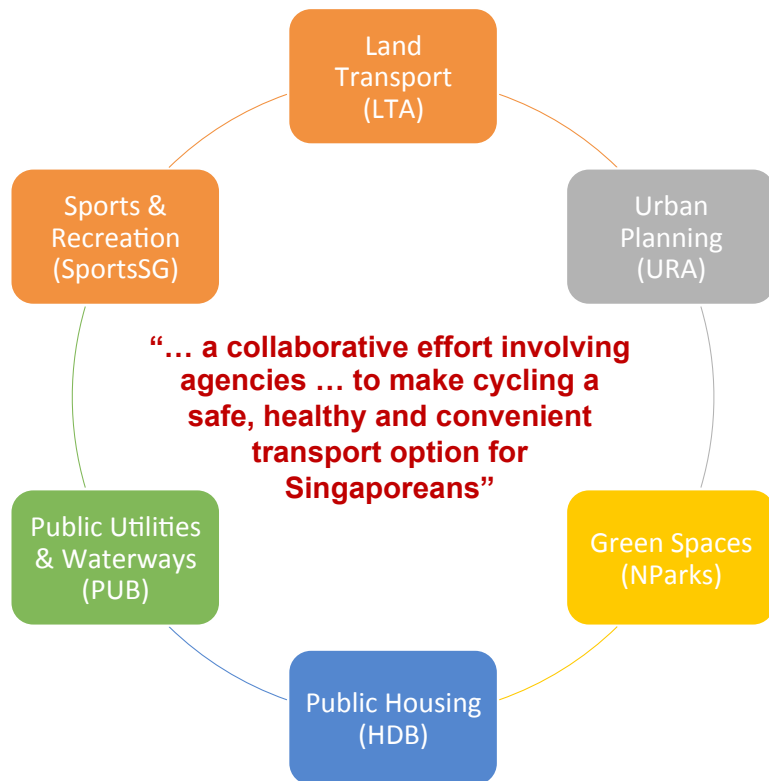 Land
Transport
(LTA)
Sports &
Recreation
(SportsSG)
Urban
Planning
(URA)
“… a collaborative effort involving
agencies … to make cycling a
safe, healthy and convenient
transport option for
Singaporeans”
Public Utilities
& Waterways
(PUB)
Green Spaces
(NParks)
Public Housing
(HDB)